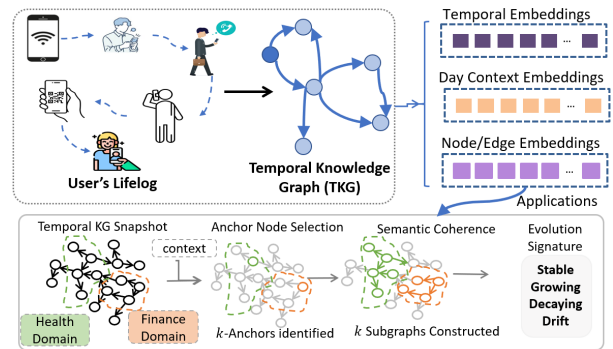 Temporal Embeddings
...
Day Context Embeddings
...
Node/Edge Embeddings
...
User's Lifelog
Temporal Knowledge
Graph (TKG)
Applications
Temporal KG Snapshot
context
Anchor Node Selection
Semantic Coherence
Evolution
Signature
Stable
Growing
Decaying
Drift
Health
Domain
Finance
Domain
k-Anchors identified
k Subgraphs Constructed